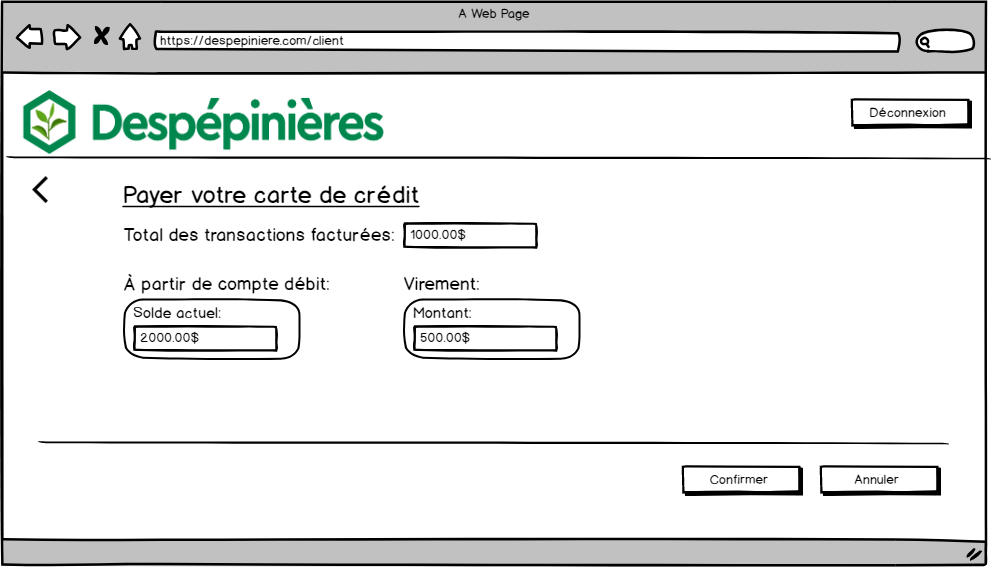 A Web Page
https://despepiniere.com/client
Despépinières
Déconnexion
Payer votre carte de crédit
Total des transactions facturées: 1000.00$
À partir de compte débit: Virement:
Solde actuel: Montant:
2000.00$ 500.00$
Confirmer Annuler